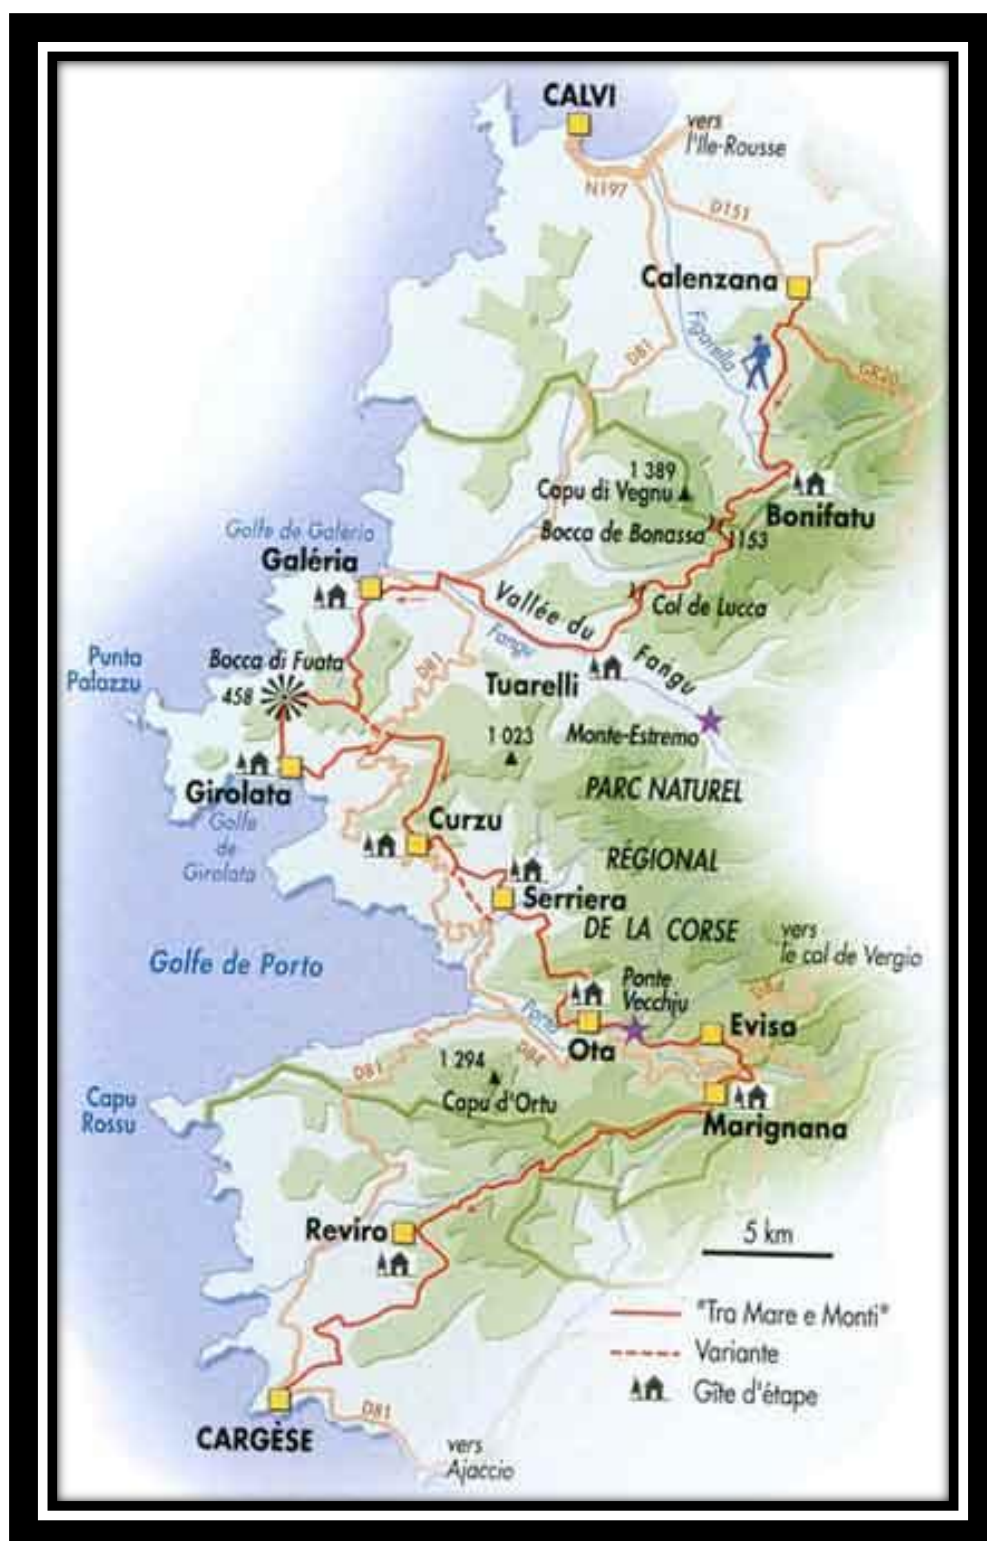 CALVI
vers
l'Ile-Rousse
N197
D151
Calenzana
Figarella
D81
GR20
1 389
Capu di Vegnu
Bonifatu
Bocca de Bonassa
1153
Golfe de Galéria
Galéria
Col de Lucca
Vallée du
Fangu
Fangu
D81
Tuarelli
Punta
Palazzu
Bocca di Fuata
458
1 023
Monte-Estremo
Girolata
Golfe
de
Girolata
PARC NATUREL
RÉGIONAL
DE LA CORSE
Curzu
Serriera
vers
le col de Vergio
Golfe de Porto
Ponte
Vecchju
D84
Porto
Ota
Evisa
D84
D81
1 294
Capu d'Ortu
Capu
Rossu
Marignana
Reviro
5 km
"Tra Mare e Monti"
Variante
Gîte d'étape
D81
CARGÈSE
vers
Ajaccio